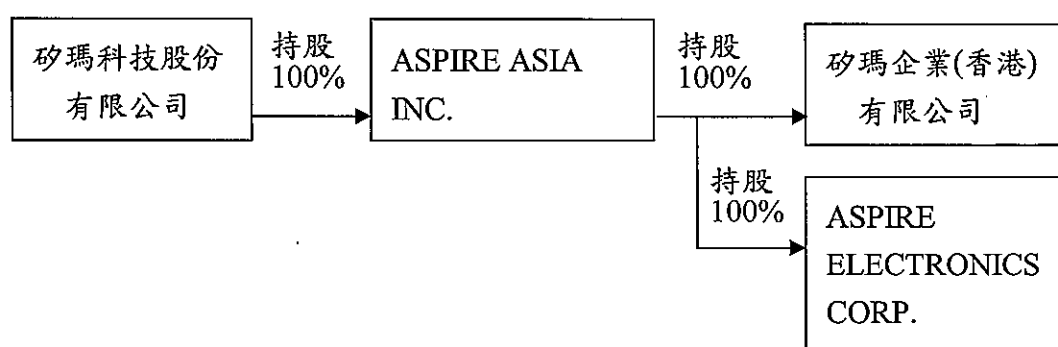 矽瑪科技股份
有限公司
持股
100%
ASPIRE ASIA
INC.
持股
100%
矽瑪企業(香港)
有限公司
持股
100%
ASPIRE
ELECTRONICS
CORP.